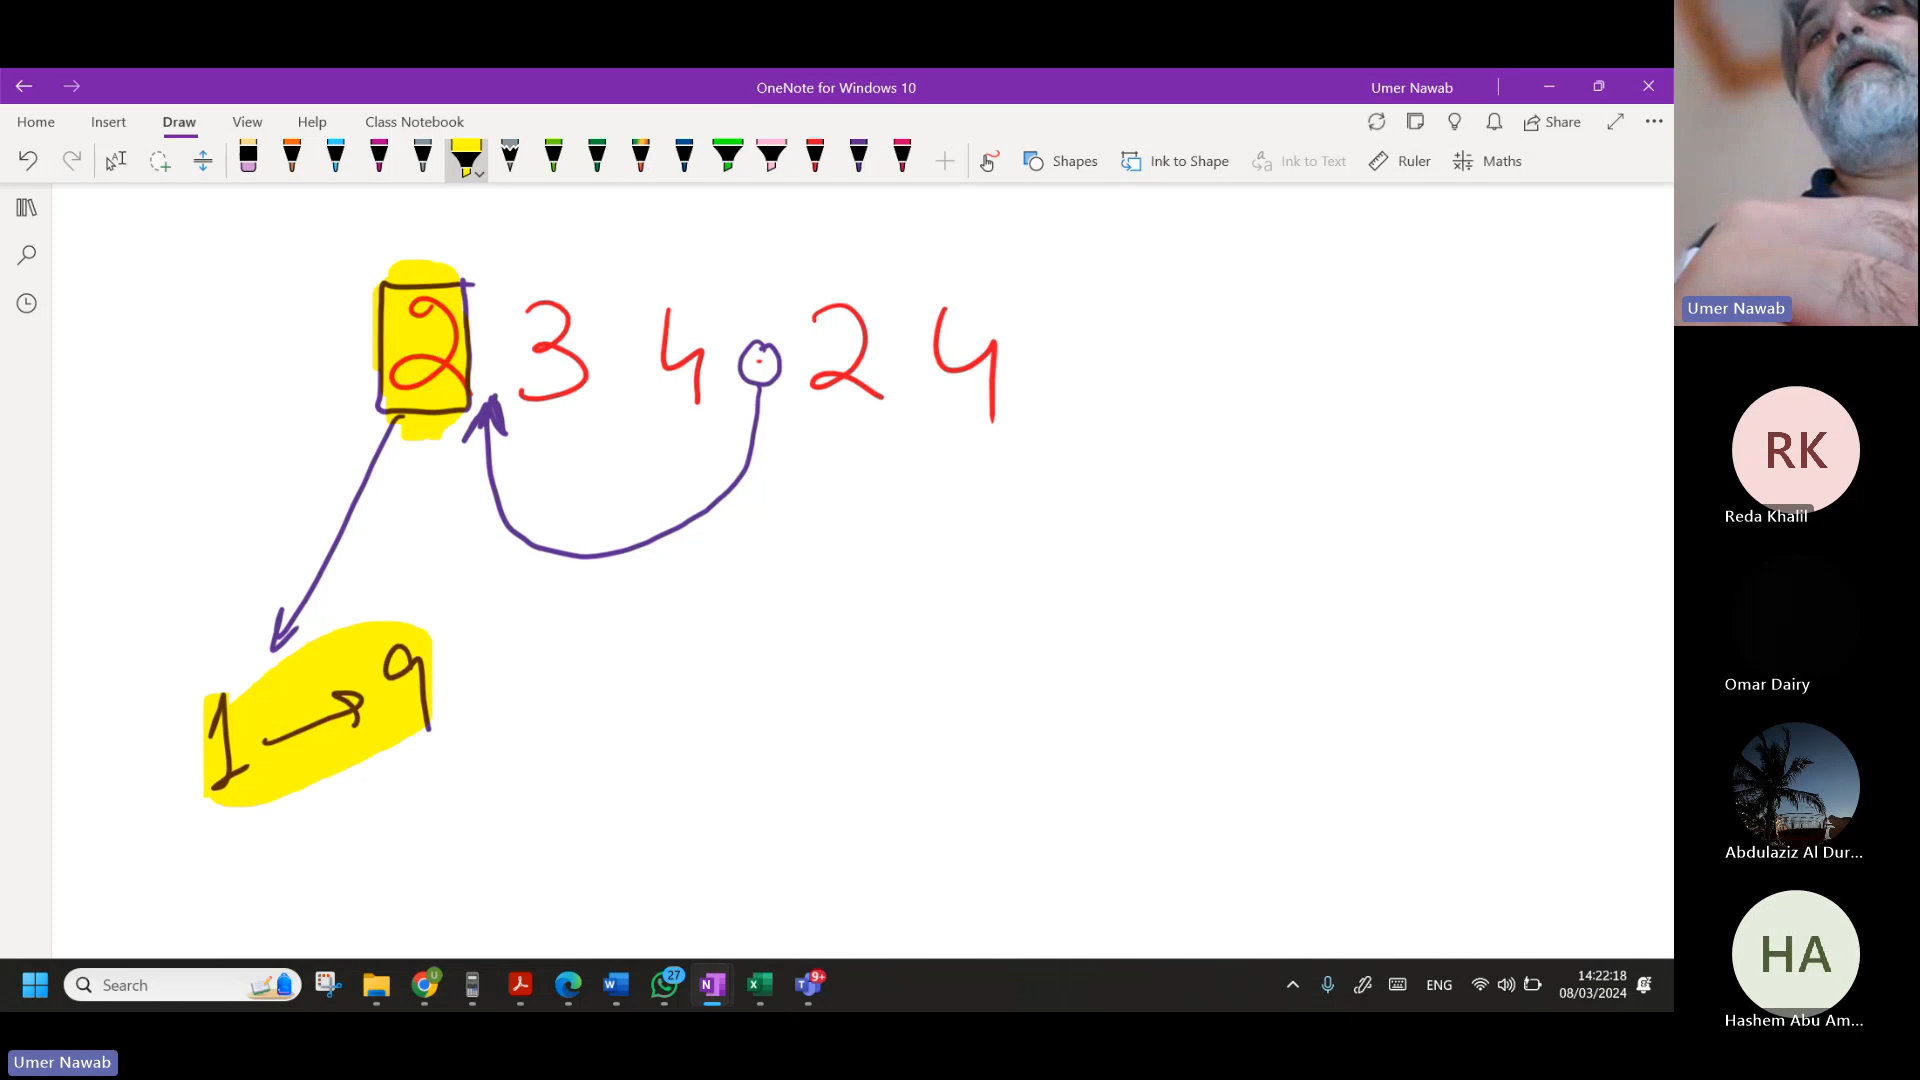 OneNote for Windows 10
Umer Nawab
Home Insert Draw View Help Class Notebook
Share
Shapes Ink to Shape Ink to Text Ruler Maths
2 3 4 . 2 4
1 → 9
Umer Nawab
RK
Reda Khalil
Omar Dairy
Abdulaziz Al Dur...
HA
Hashem Abu Am...
Search
U
27
9+
ENG
14:22:18
08/03/2024
Umer Nawab